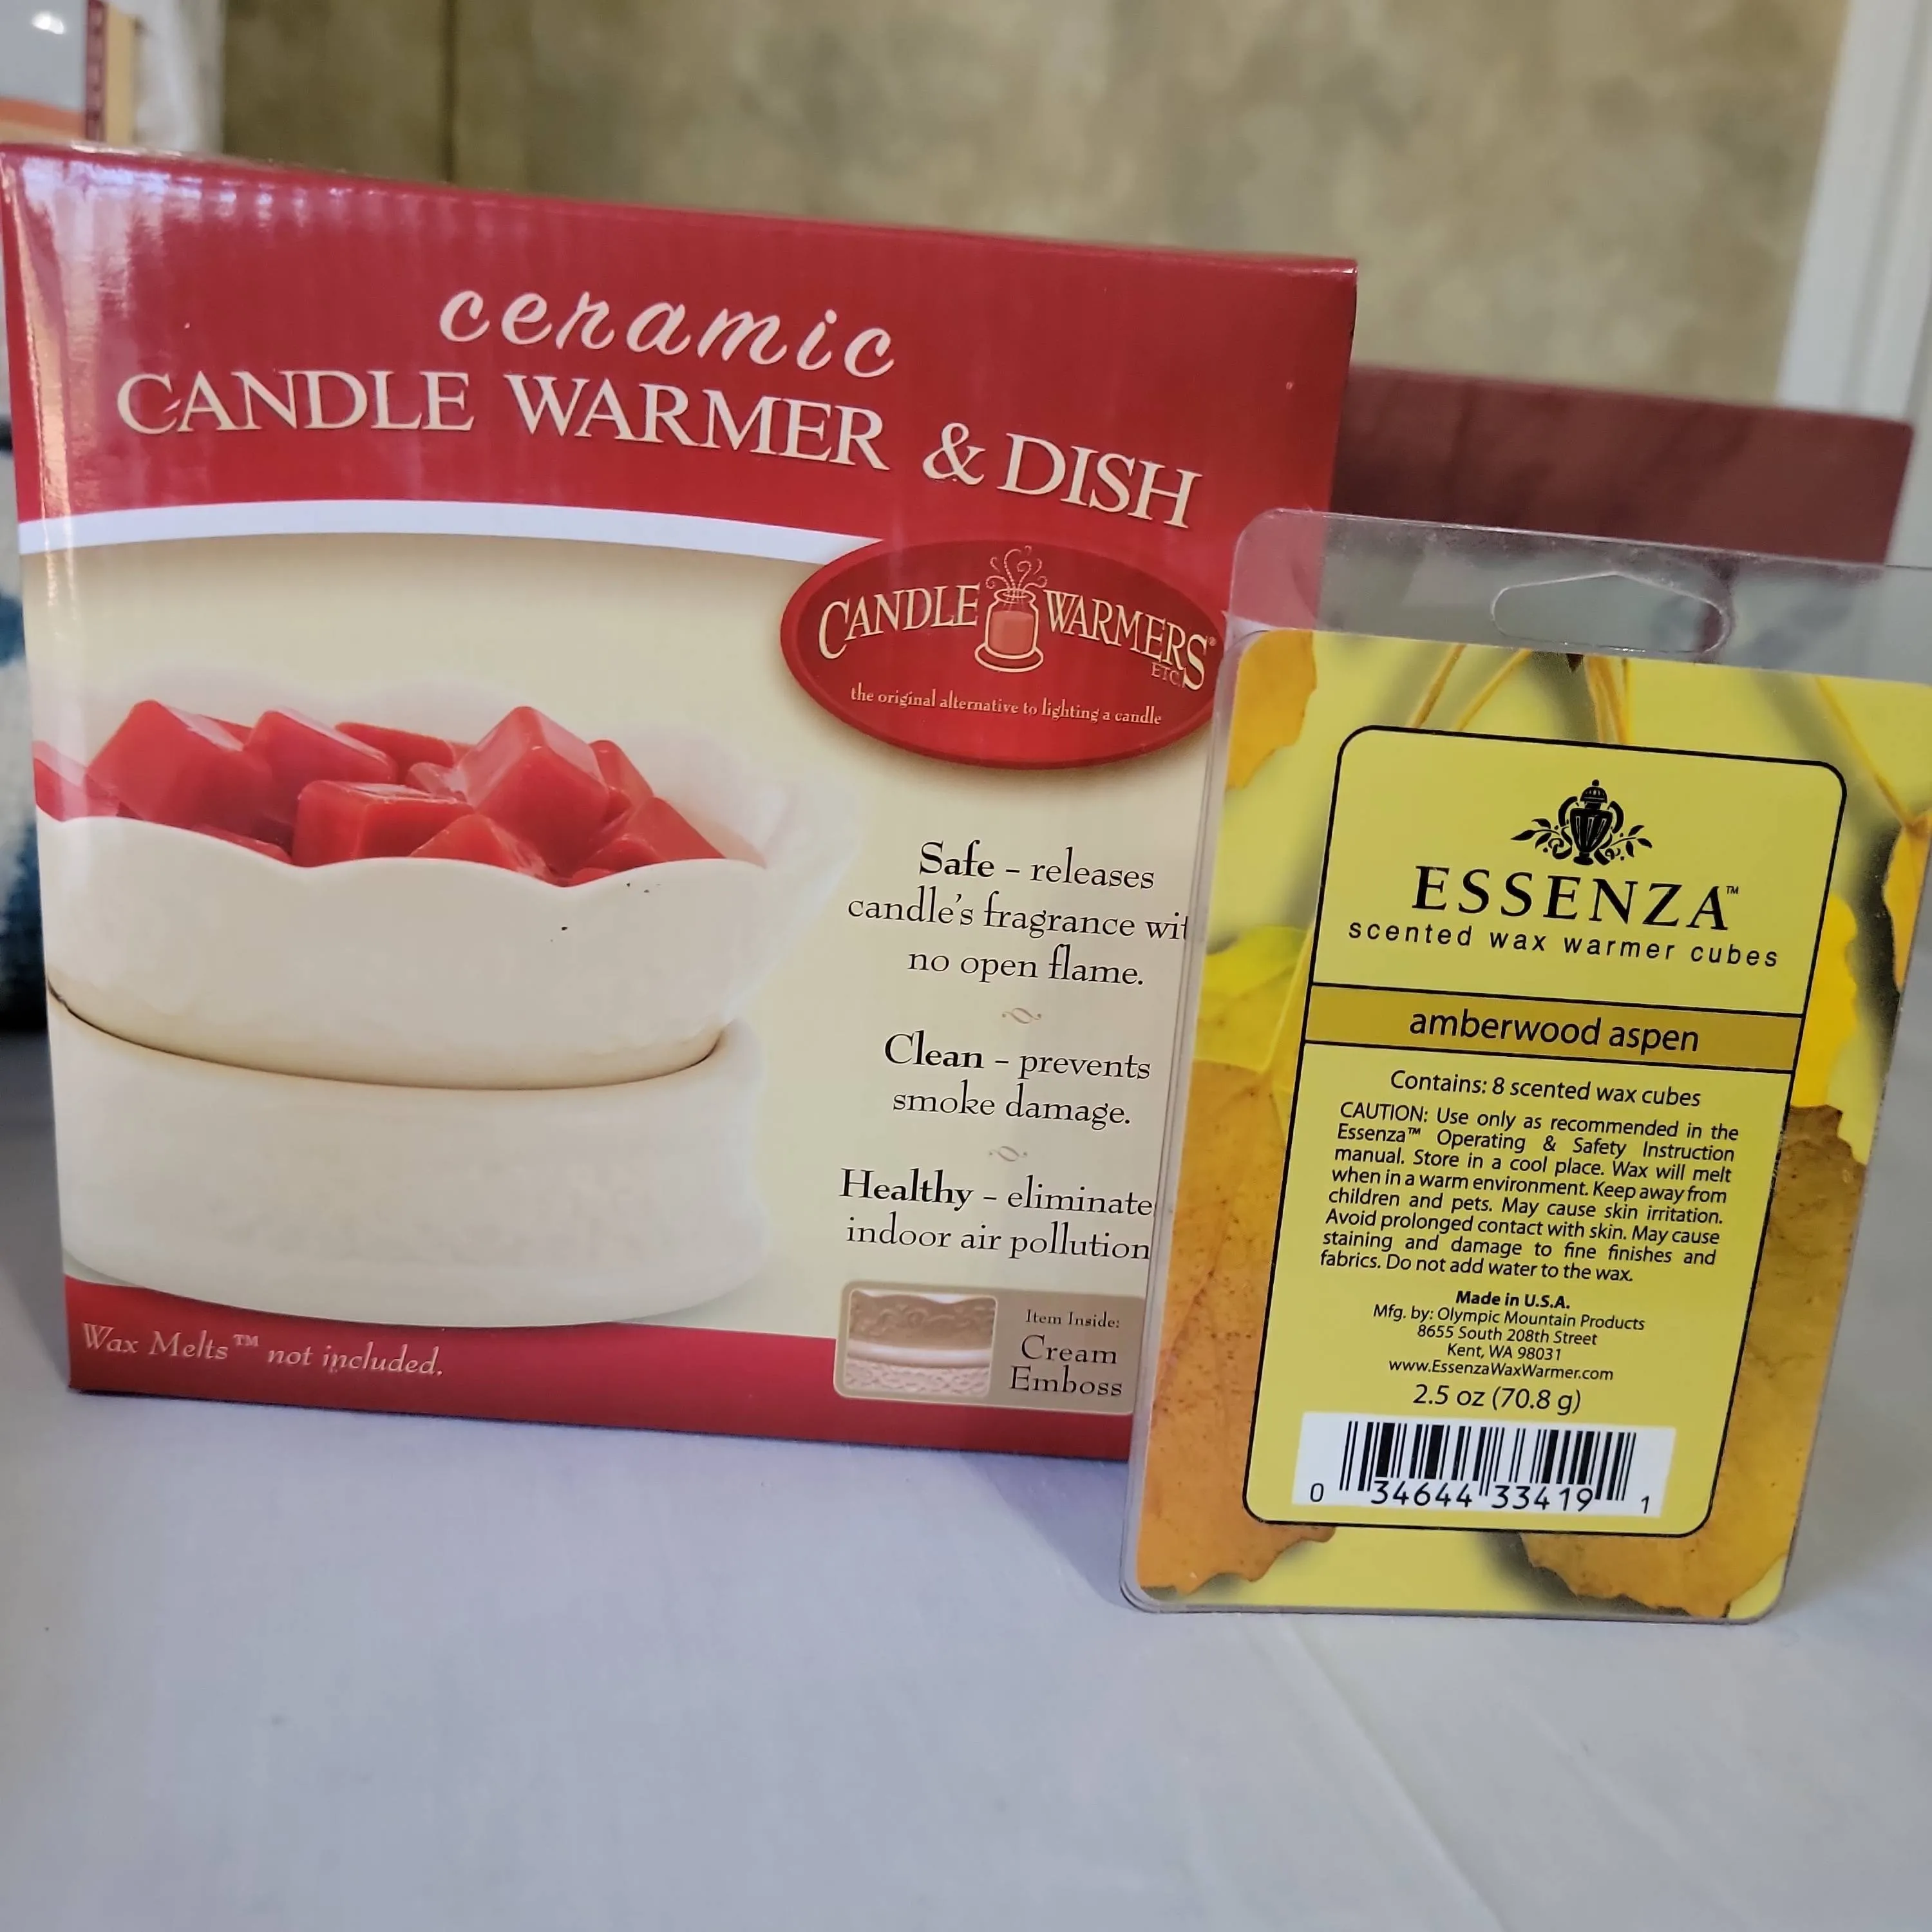 ceramic
CANDLE WARMER & DISH
CANDLE WARMERS®
ETC.
the original alternative to lighting a candle
Safe – releases
candle's fragrance wit
no open flame.
Clean – prevents
smoke damage.
Healthy – eliminate
indoor air pollution
Item Inside:
Cream
Emboss
Wax Melts™ not included.
ESSENZA™
scented wax warmer cubes
amberwood aspen
Contains: 8 scented wax cubes
CAUTION: Use only as recommended in the
Essenza™ Operating & Safety Instruction
manual. Store in a cool place. Wax will melt
when in a warm environment. Keep away from
children and pets. May cause skin irritation.
Avoid prolonged contact with skin. May cause
staining and damage to fine finishes and
fabrics. Do not add water to the wax.
Made in U.S.A.
Mfg. by: Olympic Mountain Products
8655 South 208th Street
Kent, WA 98031
www.EssenzaWaxWarmer.com
2.5 oz (70.8 g)
0 34644 33419 1